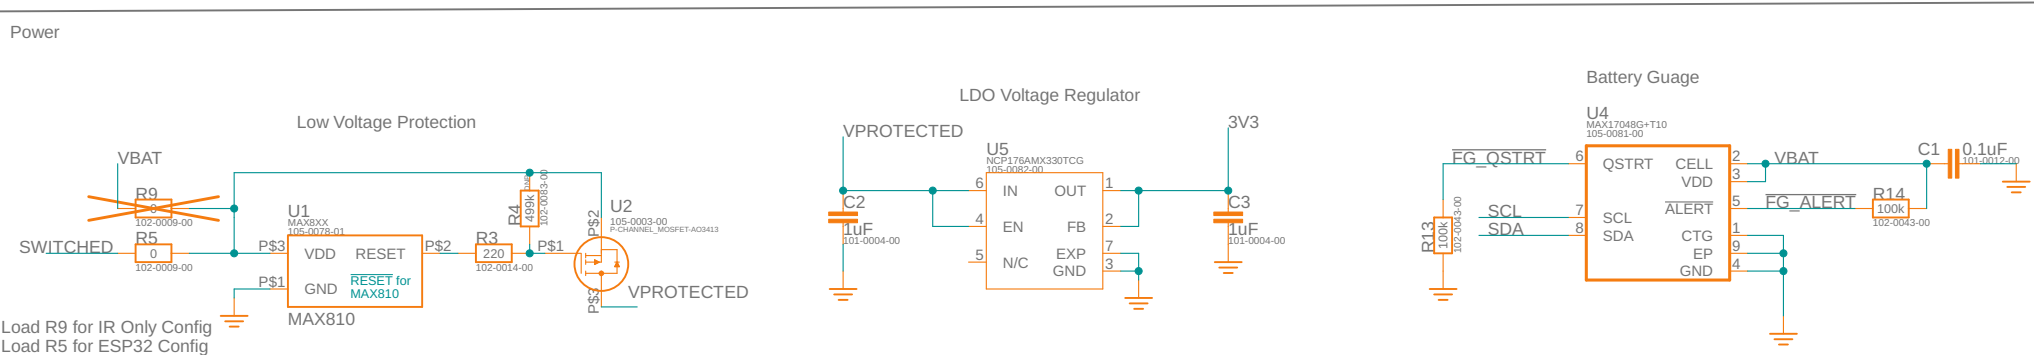 Power
Low Voltage Protection
VBAT
R9
0
102-0009-00
SWITCHED
R5
0
102-0009-00
U1
MAX8XX
105-0078-01
P$3
VDD
RESET
P$2
P$1
GND
RESET for
MAX810
MAX810
R3
220
102-0014-00
R4
499k
102-0083-00
P$1
P$2
P$3
U2
105-0003-00
P-CHANNEL_MOSFET-AO3413
VPROTECTED
Load R9 for IR Only Config
Load R5 for ESP32 Config
LDO Voltage Regulator
VPROTECTED
C2
1uF
101-0004-00
U5
NCP176AMX330TCG
105-0082-00
6
IN
OUT
1
4
EN
FB
2
5
N/C
EXP
7
GND
3
3V3
C3
1uF
101-0004-00
Battery Guage
U4
MAX17048G+T10
105-0081-00
FG_QSTRT
6
QSTRT
CELL
2
VBAT
VDD
3
ALERT
5
FG_ALERT
SCL
7
SCL
SDA
8
SDA
CTG
1
EP
9
GND
4
R13
100k
102-0043-00
R14
100k
102-0043-00
C1
0.1uF
101-0012-00